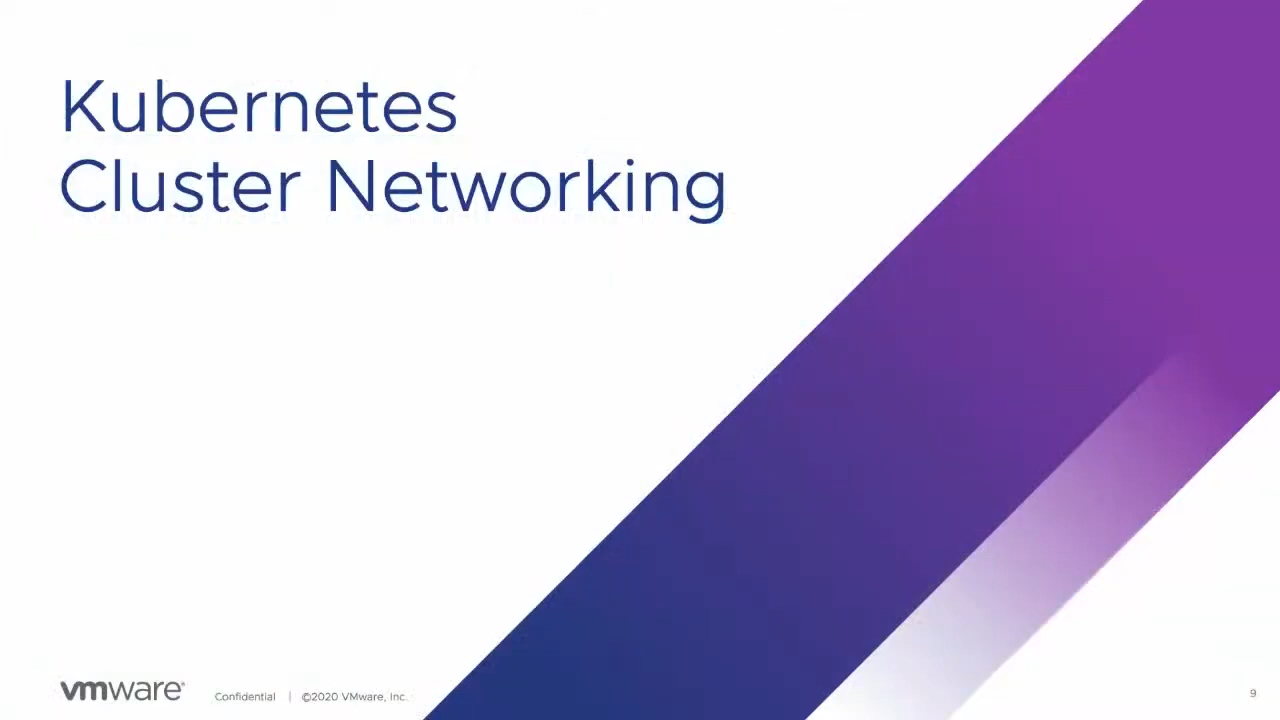 Kubernetes
Cluster Networking
vmware®
Confidential | ©2020 VMware, Inc.
9